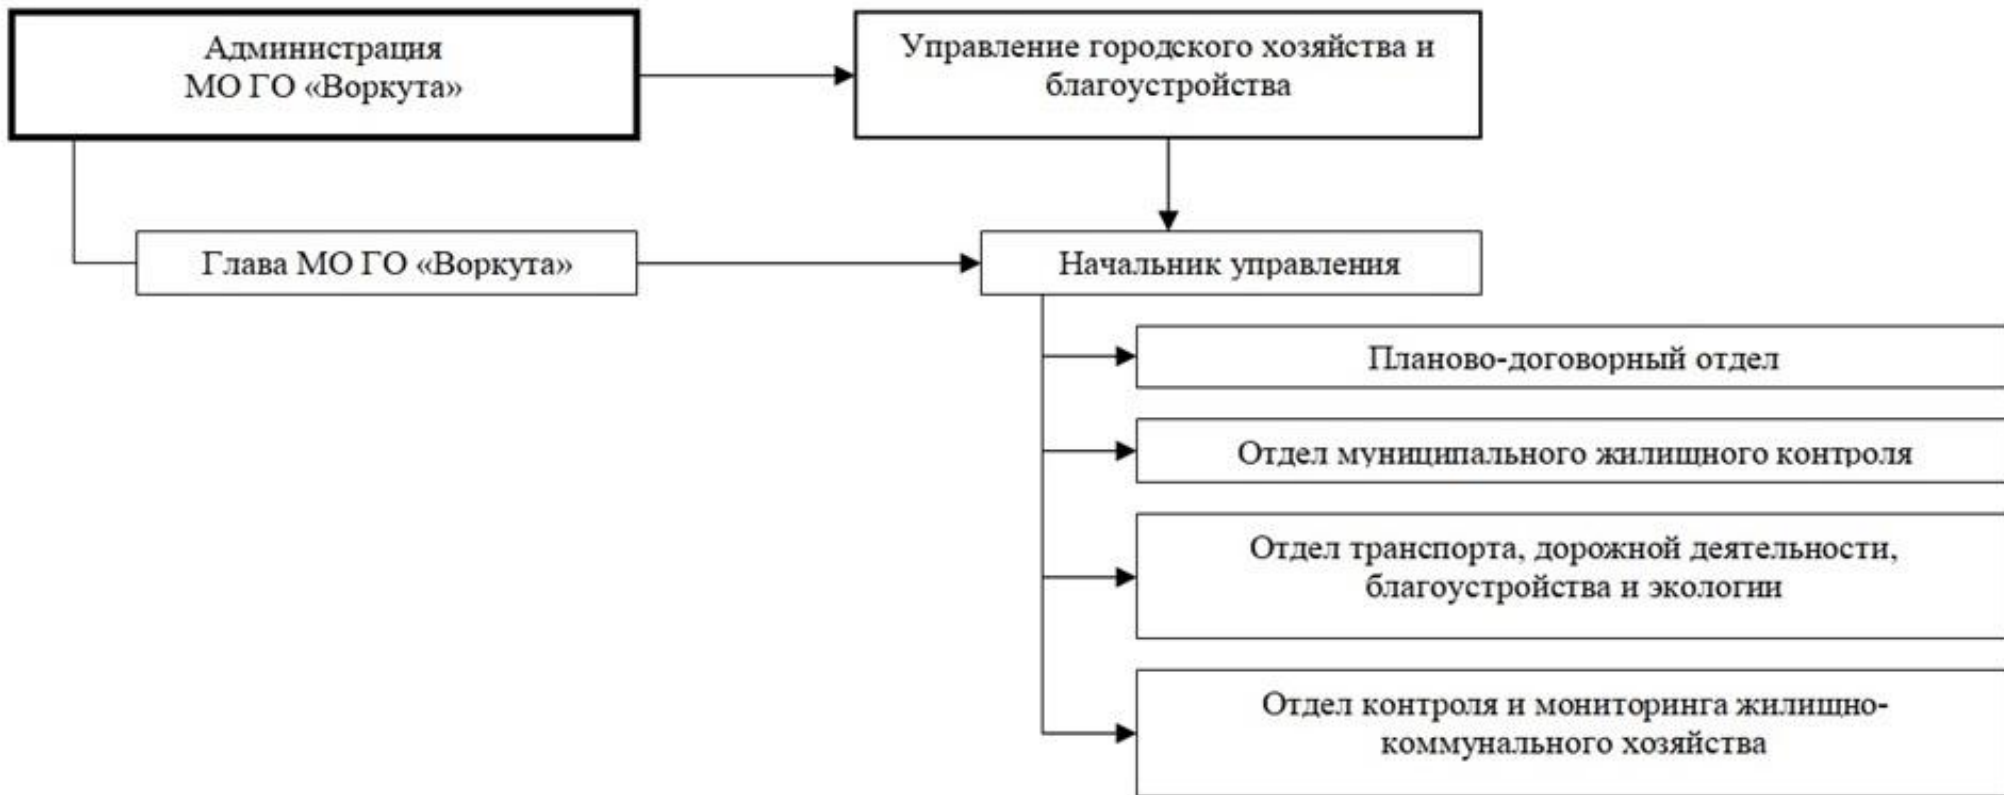 Администрация
МО ГО «Воркута»
Управление городского хозяйства и
благоустройства
Глава МО ГО «Воркута»
Начальник управления
Планово-договорный отдел
Отдел муниципального жилищного контроля
Отдел транспорта, дорожной деятельности,
благоустройства и экологии
Отдел контроля и мониторинга жилищно-
коммунального хозяйства